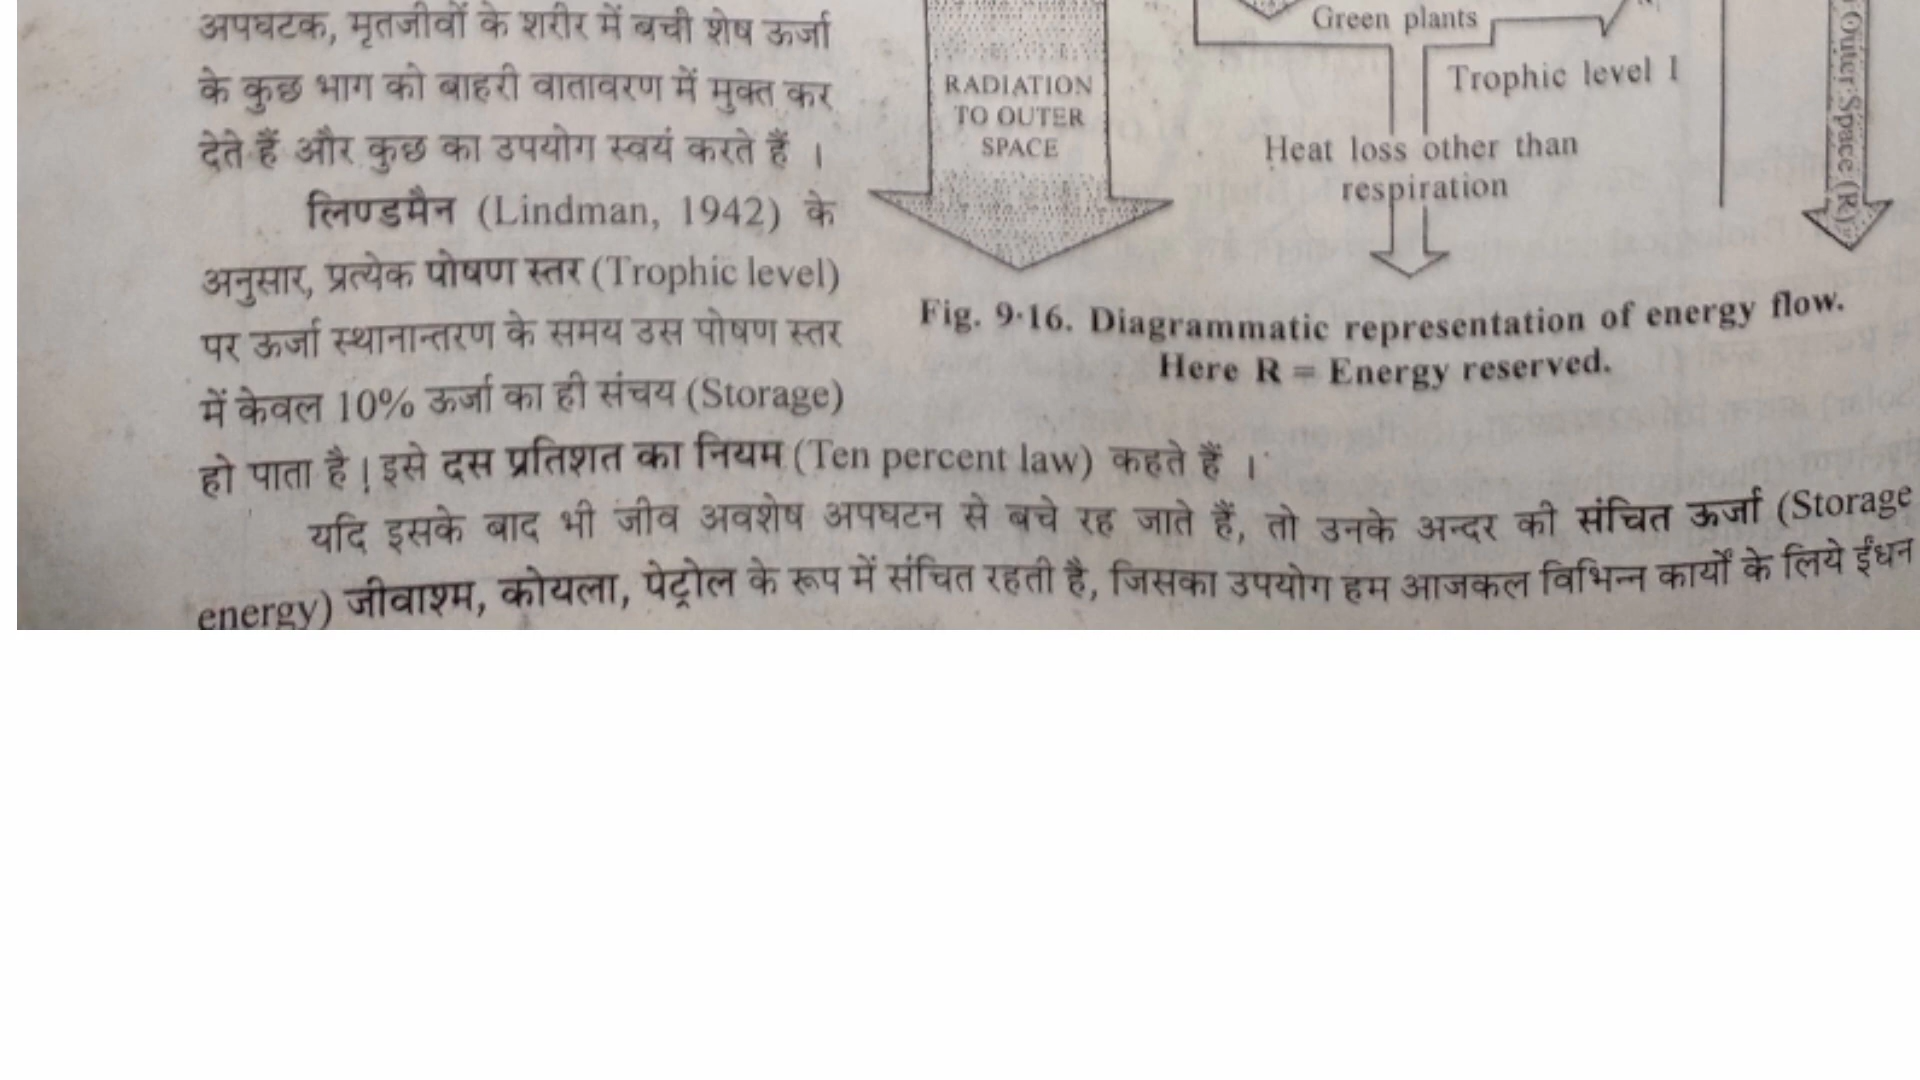 अपघटक, मृतजीवों के शरीर में बची शेष ऊर्जा
के कुछ भाग को बाहरी वातावरण में मुक्त कर
देते हैं और कुछ का उपयोग स्वयं करते हैं ।
लिण्डमैन (Lindman, 1942) के
अनुसार, प्रत्येक पोषण स्तर (Trophic level)
पर ऊर्जा स्थानान्तरण के समय उस पोषण स्तर
में केवल 10% ऊर्जा का ही संचय (Storage)
हो पाता है । इसे दस प्रतिशत का नियम (Ten percent law) कहते हैं ।
यदि इसके बाद भी जीव अवशेष अपघटन से बचे रह जाते हैं, तो उनके अन्दर की संचित ऊर्जा (Storage
energy) जीवाश्म, कोयला, पेट्रोल के रूप में संचित रहती है, जिसका उपयोग हम आजकल विभिन्न कार्यों के लिये ईंधन
RADIATION
TO OUTER
SPACE
Green plants
Trophic level 1
Heat loss other than
respiration
Outer Space (R)
Fig. 9·16. Diagrammatic representation of energy flow.
Here R = Energy reserved.